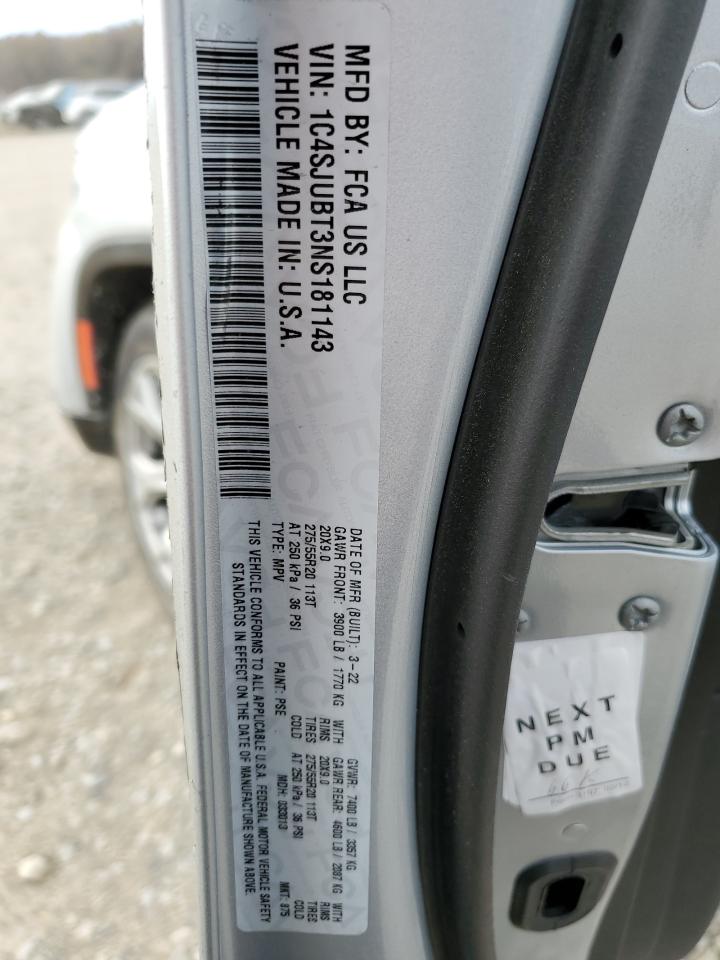 MFD BY: FCA US LLC
VIN: 1C4SJUBT3NS181143
VEHICLE MADE IN: U.S.A.
DATE OF MFR (BUILT): 3-22 GVWR: 7400 LB / 3357 KG
GAWR FRONT: 3900 LB / 1770 KG WITH GAWR REAR: 4600 LB / 2087 KG WITH
20X9.0 RIMS 20X9.0 RIMS
275/55R20 113T TIRES 275/55R20 113T TIRES
AT 250 kPa / 36 PSI COLD AT 250 kPa / 36 PSI COLD
TYPE: MPV PAINT: PSE MDH: 033013 MKT: 875
THIS VEHICLE CONFORMS TO ALL APPLICABLE U.S.A. FEDERAL MOTOR VEHICLE SAFETY
STANDARDS IN EFFECT ON THE DATE OF MANUFACTURE SHOWN ABOVE.
NEXT
PM
DUE